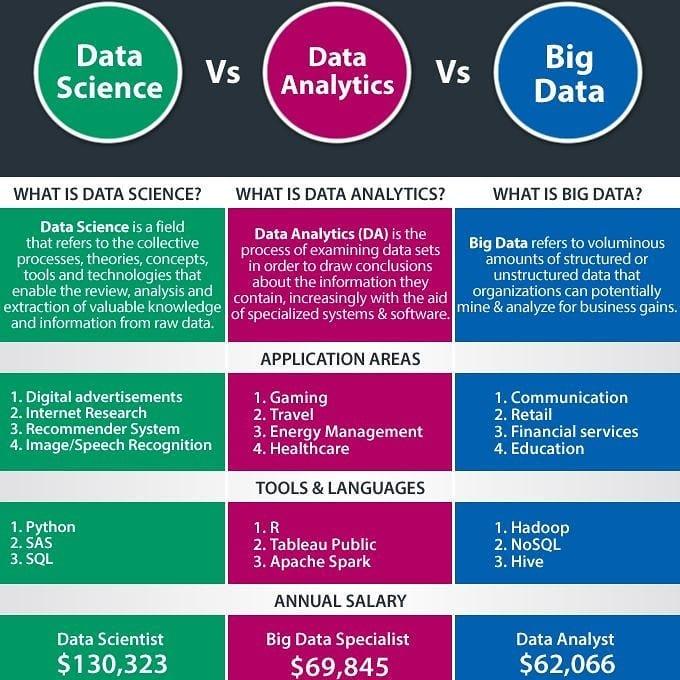 Data
Science
Vs
Data
Analytics
Vs
Big
Data
WHAT IS DATA SCIENCE?
Data Science is a field
that refers to the collective
processes, theories, concepts,
tools and technologies that
enable the review, analysis and
extraction of valuable knowledge
and information from raw data.
WHAT IS DATA ANALYTICS?
Data Analytics (DA) is the
process of examining data sets
in order to draw conclusions
about the information they
contain, increasingly with the aid
of specialized systems & software.
WHAT IS BIG DATA?
Big Data refers to voluminous
amounts of structured or
unstructured data that
organizations can potentially
mine & analyze for business gains.
APPLICATION AREAS
1. Digital advertisements
2. Internet Research
3. Recommender System
4. Image/Speech Recognition
1. Gaming
2. Travel
3. Energy Management
4. Healthcare
1. Communication
2. Retail
3. Financial services
4. Education
TOOLS & LANGUAGES
1. Python
2. SAS
3. SQL
1. R
2. Tableau Public
3. Apache Spark
1. Hadoop
2. NoSQL
3. Hive
ANNUAL SALARY
Data Scientist
$130,323
Big Data Specialist
$69,845
Data Analyst
$62,066